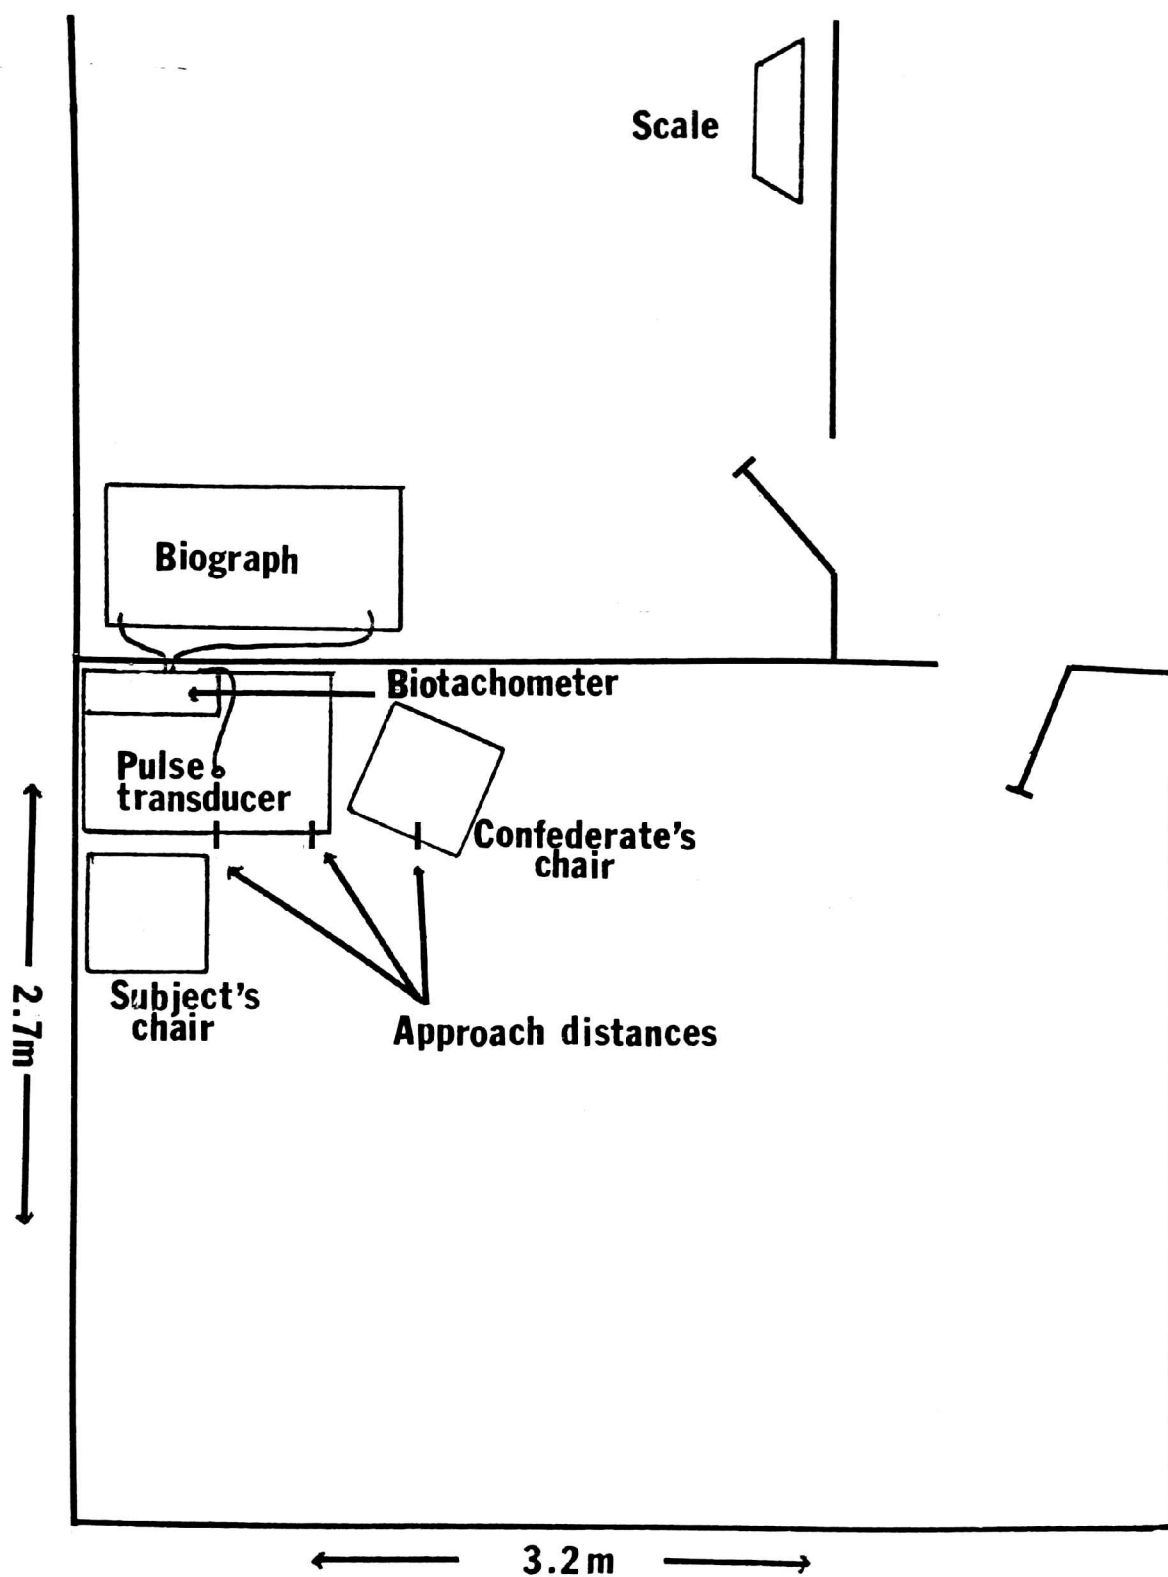 Scale
Biograph
Biotachometer
Pulse
transducer
Confederate's
chair
Subject's
chair
Approach distances
2.7m
3.2m